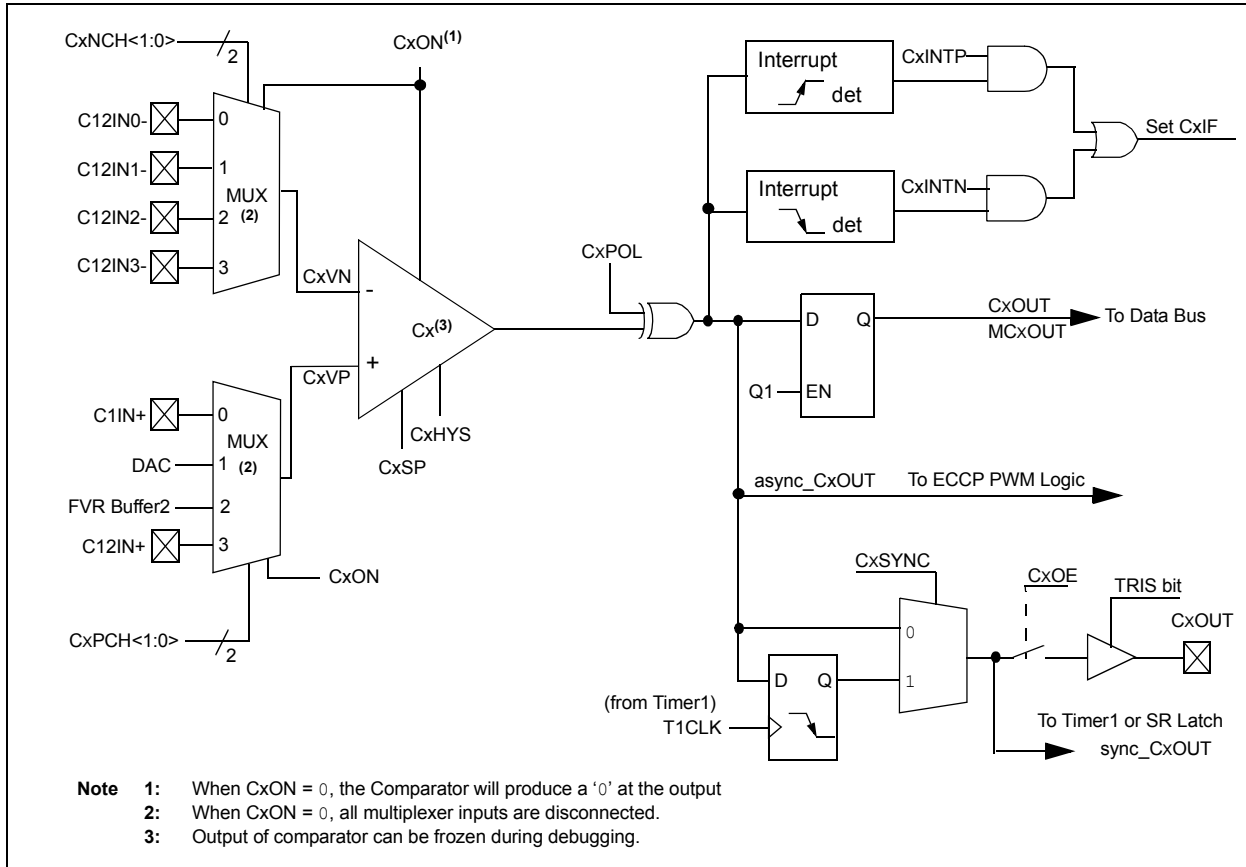 CxNCH<1:0>
2
CxON(1)
C12IN0-
C12IN1-
C12IN2-
C12IN3-
0
1
MUX
(2)
2
3
CxVN
-
Cx(3)
+
CxVP
C1IN+
DAC
FVR Buffer2
C12IN+
0
MUX
1
(2)
2
3
CxON
CxPCH<1:0>
2
CxSP
CxHYS
CxPOL
Interrupt
det
CxINTP
Interrupt
det
CxINTN
Set CxIF
D
Q
Q1
EN
CxOUT
MCxOUT
To Data Bus
async_CxOUT
To ECCP PWM Logic
CxSYNC
0
1
D
Q
(from Timer1)
T1CLK
CxOE
TRIS bit
CxOUT
To Timer1 or SR Latch
sync_CxOUT
Note 1: When CxON = 0, the Comparator will produce a ‘0’ at the output
2: When CxON = 0, all multiplexer inputs are disconnected.
3: Output of comparator can be frozen during debugging.